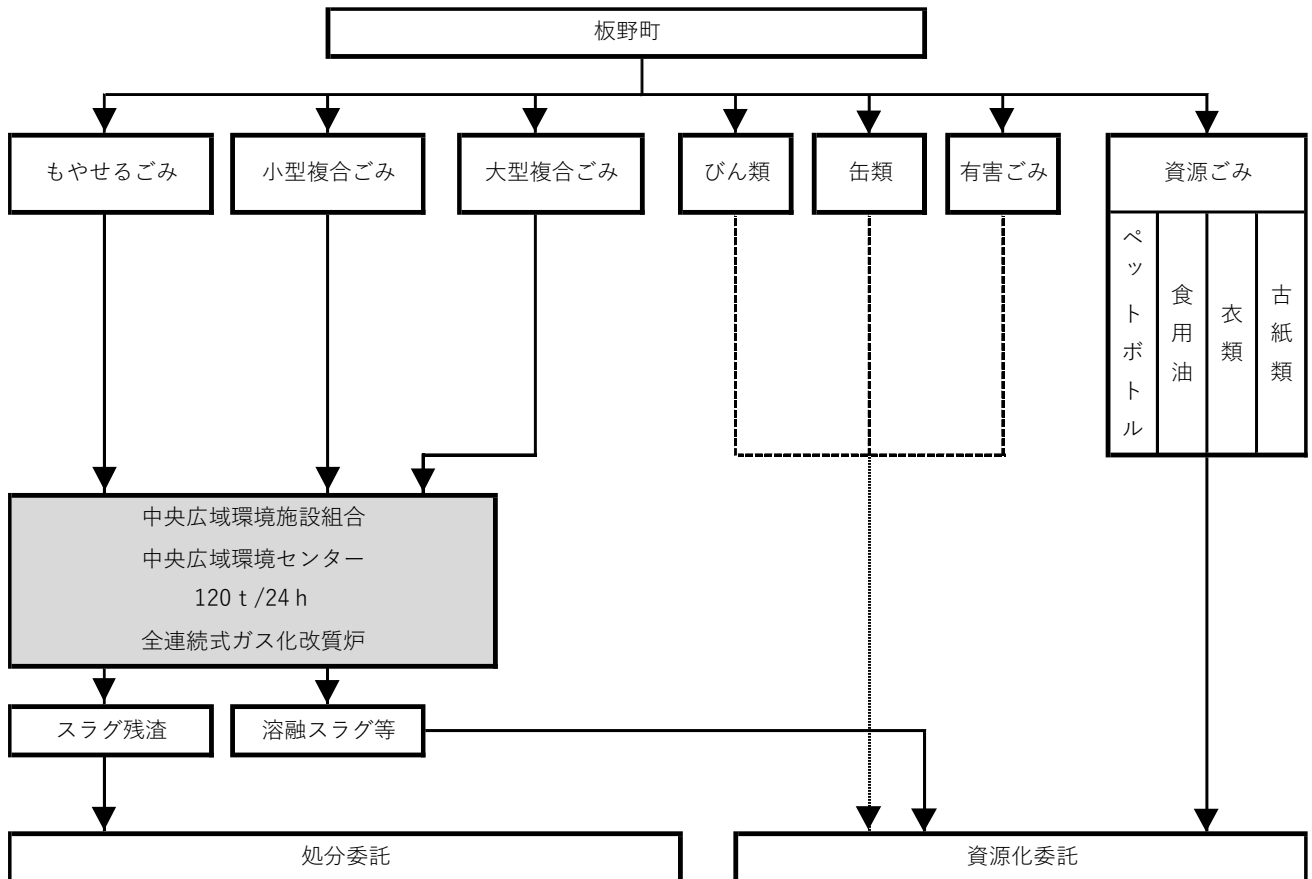 板野町
もやせるごみ
小型複合ごみ
大型複合ごみ
びん類
缶類
有害ごみ
資源ごみ
ペットボトル
食用油
衣類
古紙類
中央広域環境施設組合
中央広域環境センター
120ｔ/24ｈ
全連続式ガス化改質炉
スラグ残渣
溶融スラグ等
処分委託
資源化委託